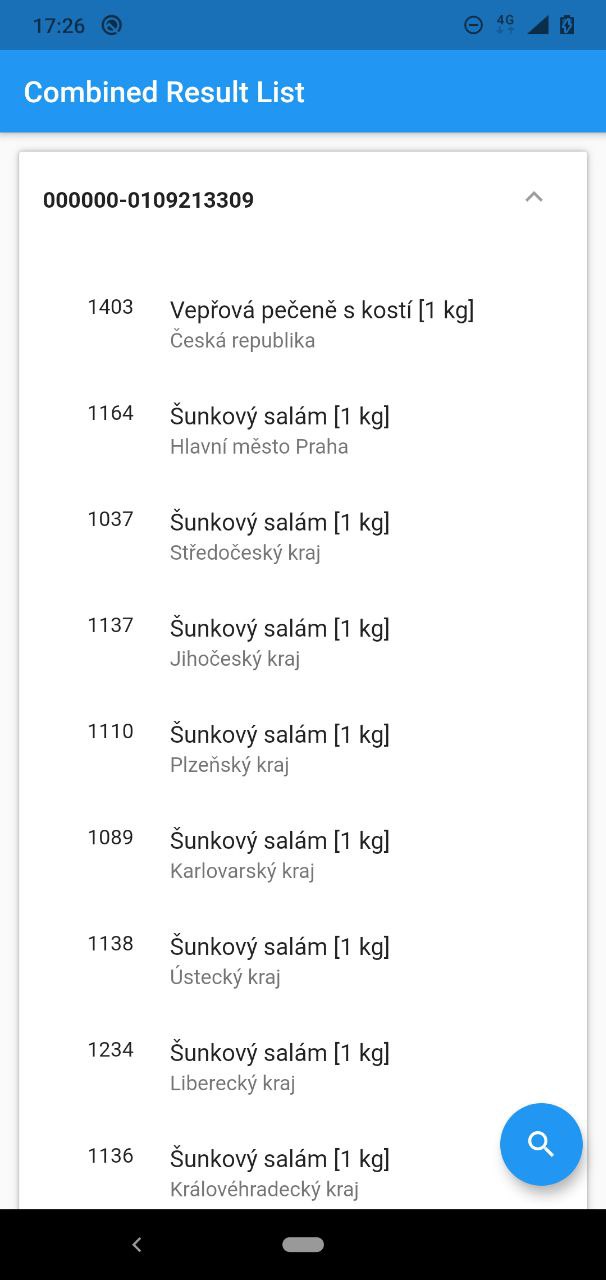 17:26
4G
Combined Result List
000000-0109213309
1403 Vepřová pečeně s kostí [1 kg]
Česká republika
1164 Šunkový salám [1 kg]
Hlavní město Praha
1037 Šunkový salám [1 kg]
Středočeský kraj
1137 Šunkový salám [1 kg]
Jihočeský kraj
1110 Šunkový salám [1 kg]
Plzeňský kraj
1089 Šunkový salám [1 kg]
Karlovarský kraj
1138 Šunkový salám [1 kg]
Ústecký kraj
1234 Šunkový salám [1 kg]
Liberecký kraj
1136 Šunkový salám [1 kg]
Královéhradecký kraj